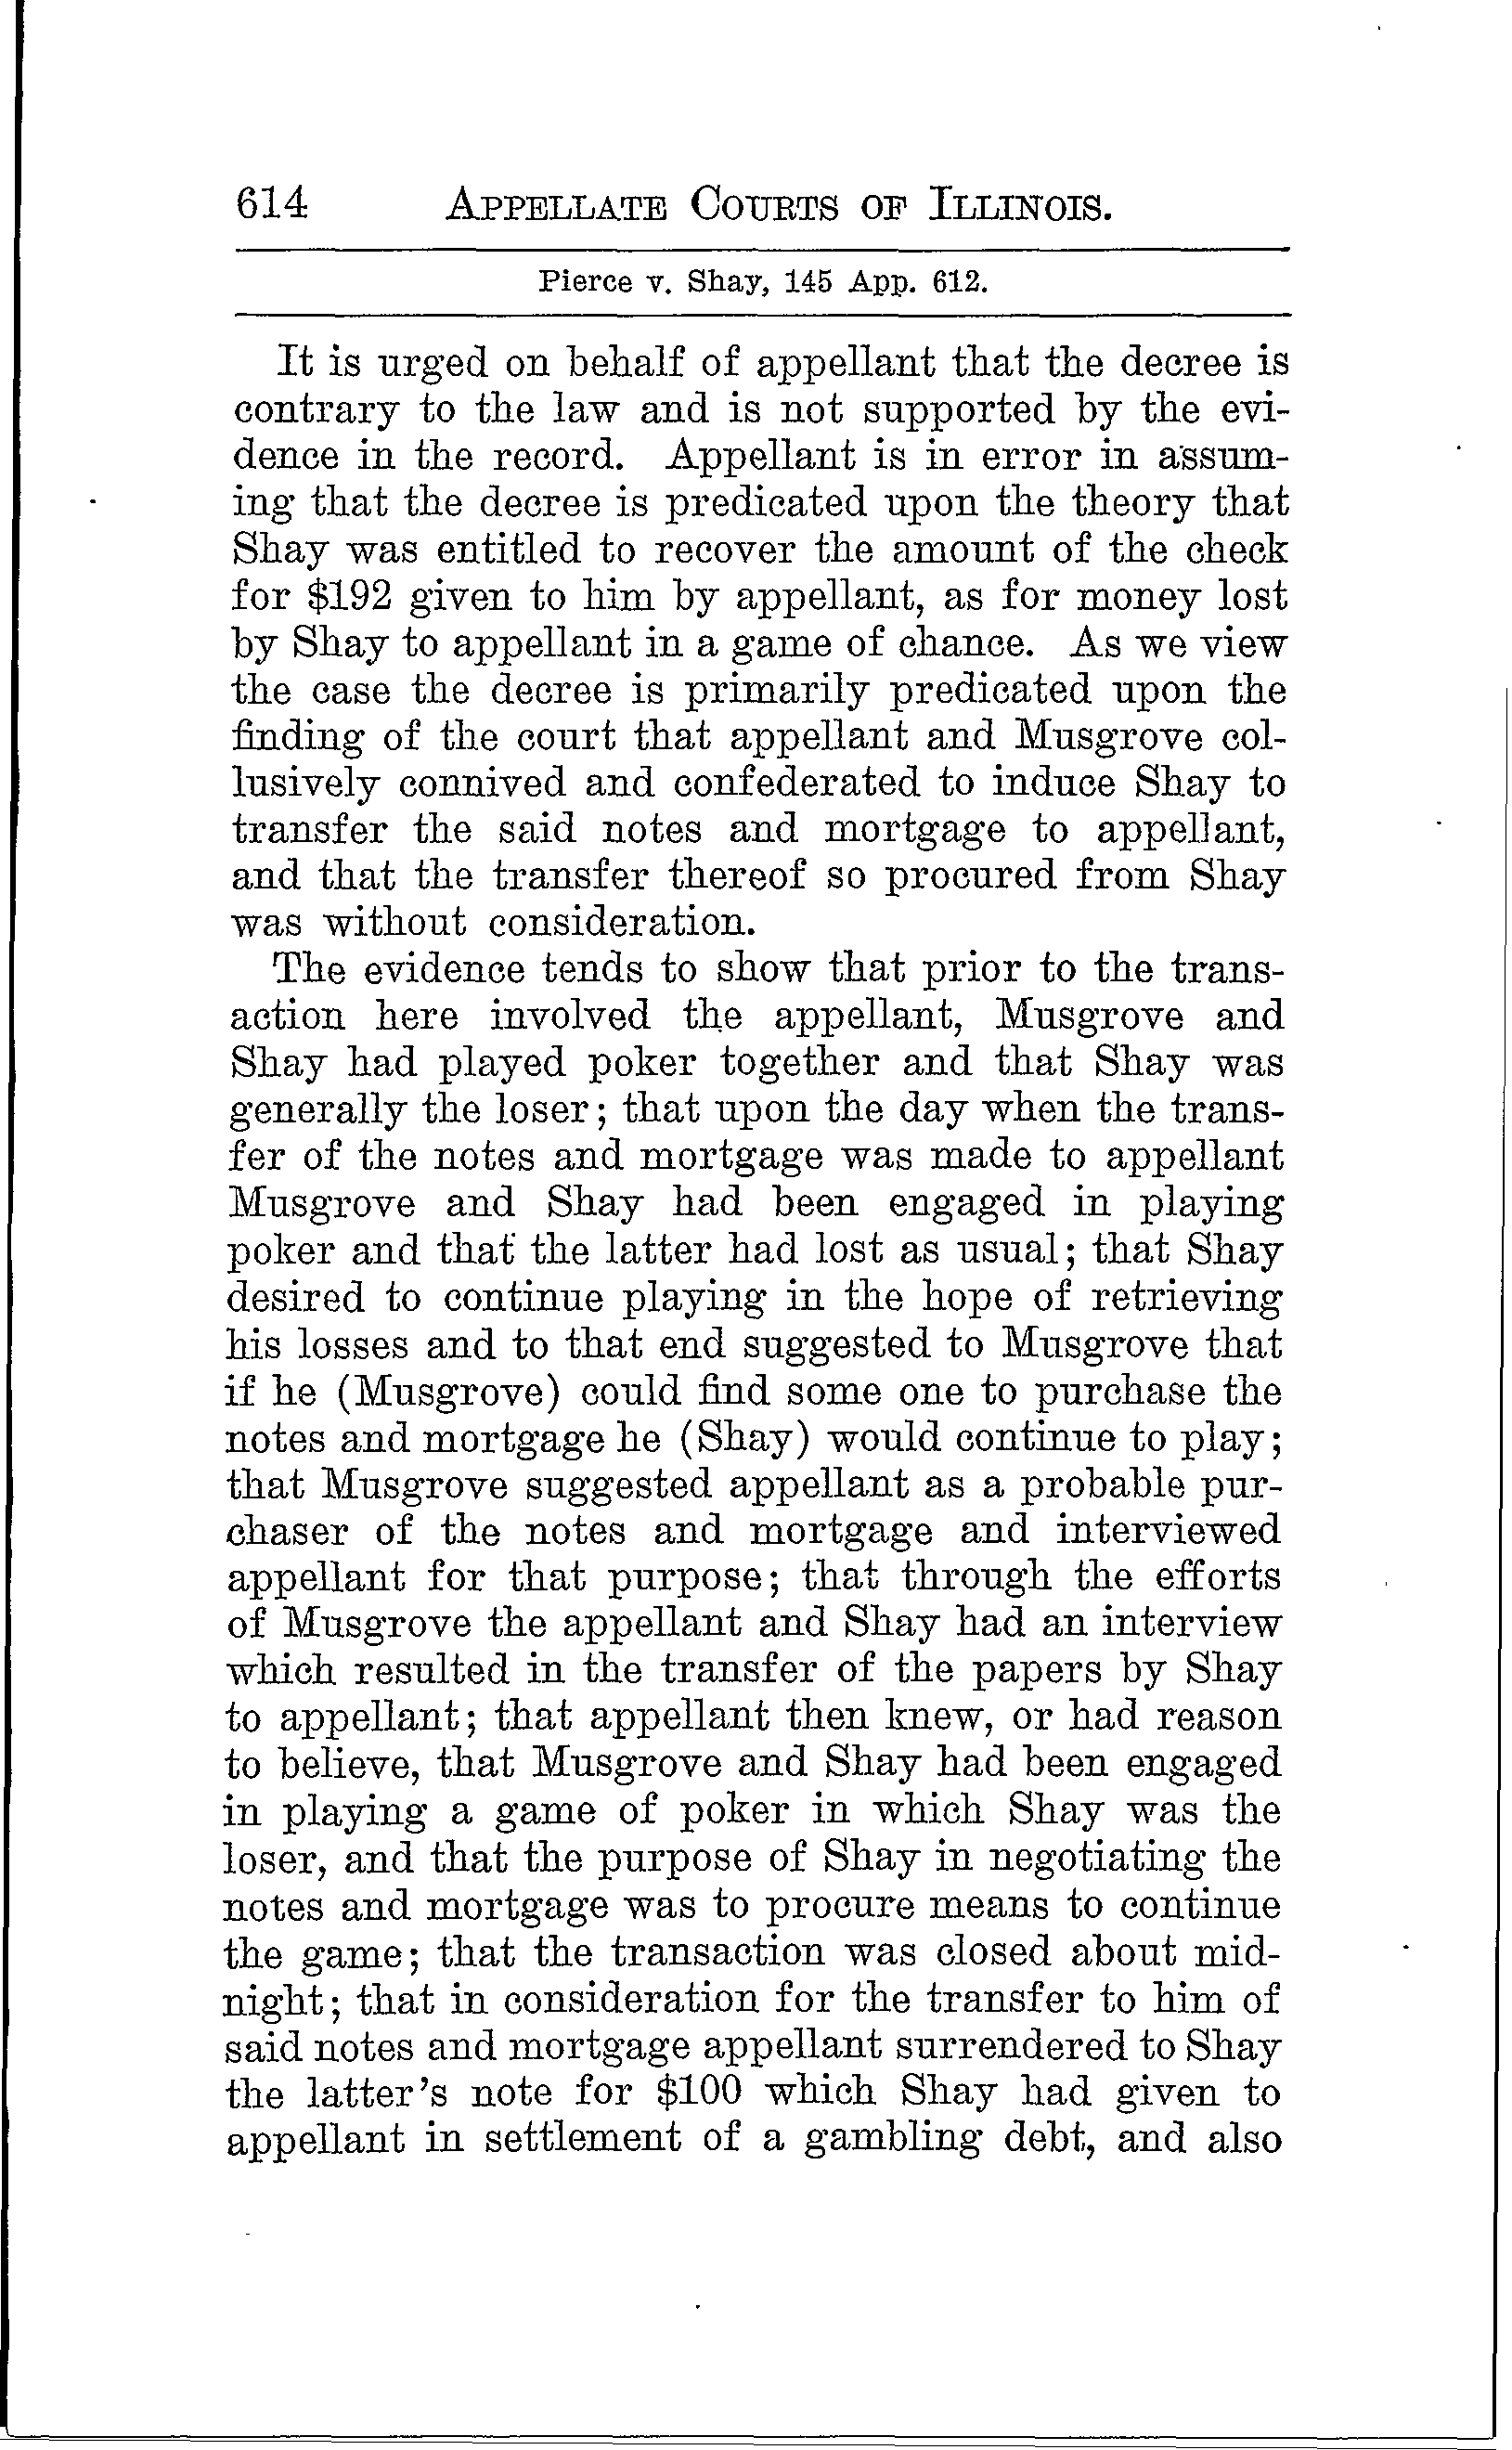 614 APPELLATE COURTS OF ILLINOIS.
Pierce v. Shay, 145 App. 612.
It is urged on behalf of appellant that the decree is
contrary to the law and is not supported by the evi-
dence in the record. Appellant is in error in assum-
ing that the decree is predicated upon the theory that
Shay was entitled to recover the amount of the check
for $192 given to him by appellant, as for money lost
by Shay to appellant in a game of chance. As we view
the case the decree is primarily predicated upon the
finding of the court that appellant and Musgrove col-
lusively connived and confederated to induce Shay to
transfer the said notes and mortgage to appellant,
and that the transfer thereof so procured from Shay
was without consideration.
The evidence tends to show that prior to the trans-
action here involved the appellant, Musgrove and
Shay had played poker together and that Shay was
generally the loser; that upon the day when the trans-
fer of the notes and mortgage was made to appellant
Musgrove and Shay had been engaged in playing
poker and that the latter had lost as usual; that Shay
desired to continue playing in the hope of retrieving
his losses and to that end suggested to Musgrove that
if he (Musgrove) could find some one to purchase the
notes and mortgage he (Shay) would continue to play;
that Musgrove suggested appellant as a probable pur-
chaser of the notes and mortgage and interviewed
appellant for that purpose; that through the efforts
of Musgrove the appellant and Shay had an interview
which resulted in the transfer of the papers by Shay
to appellant; that appellant then knew, or had reason
to believe, that Musgrove and Shay had been engaged
in playing a game of poker in which Shay was the
loser, and that the purpose of Shay in negotiating the
notes and mortgage was to procure means to continue
the game; that the transaction was closed about mid-
night; that in consideration for the transfer to him of
said notes and mortgage appellant surrendered to Shay
the latter's note for $100 which Shay had given to
appellant in settlement of a gambling debt, and also